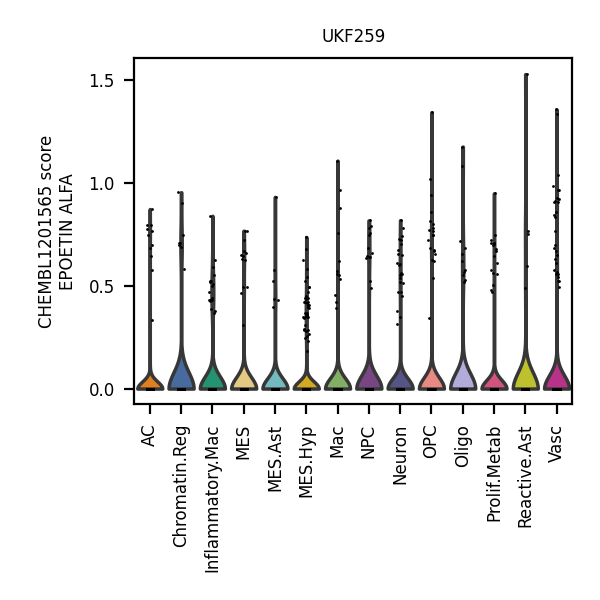 UKF259
CHEMBL1201565 score
EPOETIN ALFA
1.5
1.0
0.5
0.0
AC
Chromatin.Reg
Inflammatory.Mac
MES
MES.Ast
MES.Hyp
Mac
NPC
Neuron
OPC
Oligo
Prolif.Metab
Reactive.Ast
Vasc